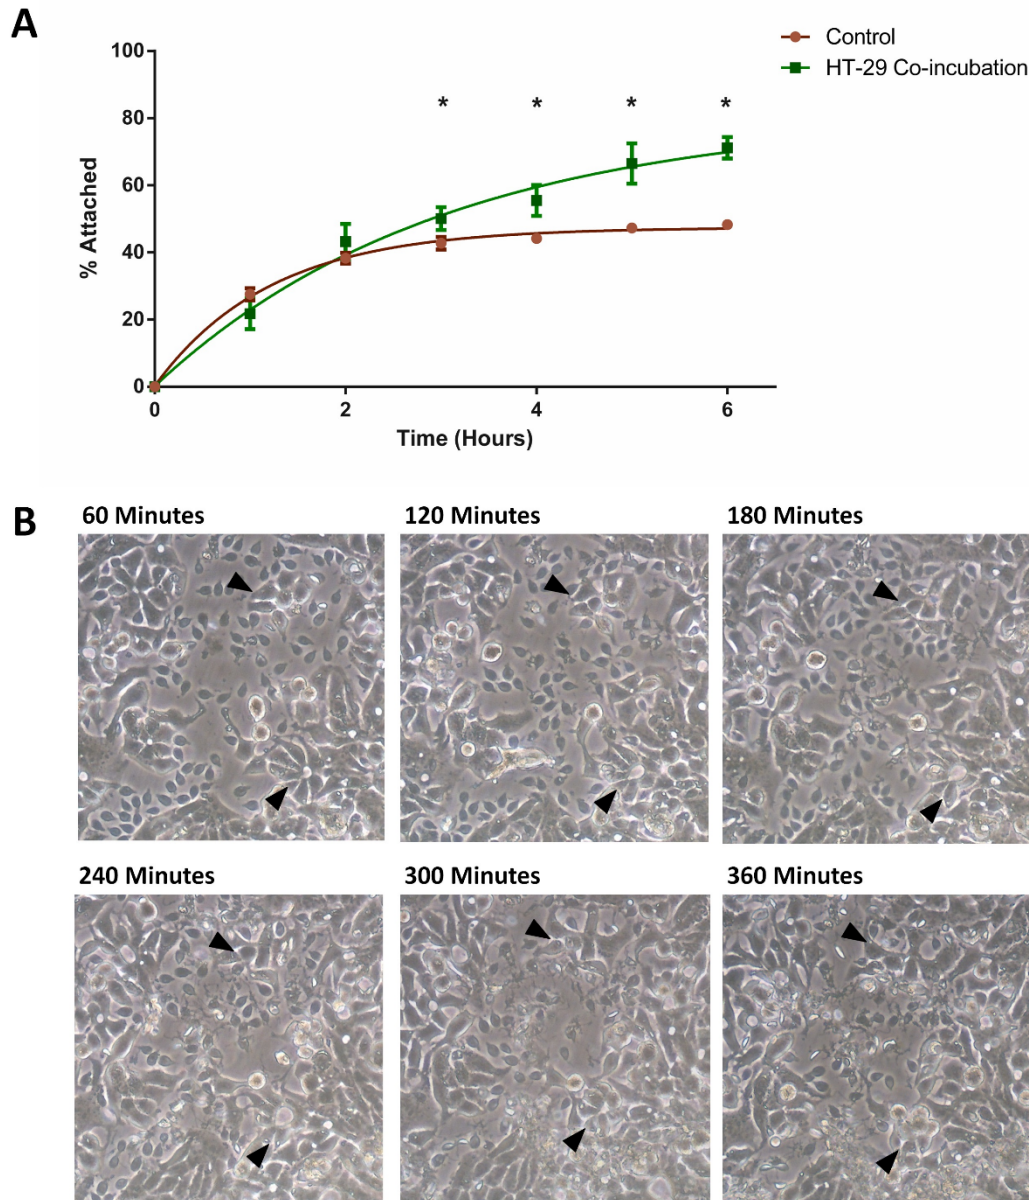 A
Control
HT-29 Co-incubation
100
80
60
40
20
0
% Attached
* * * *
0 2 4 6
Time (Hours)
B
60 Minutes 120 Minutes 180 Minutes
240 Minutes 300 Minutes 360 Minutes